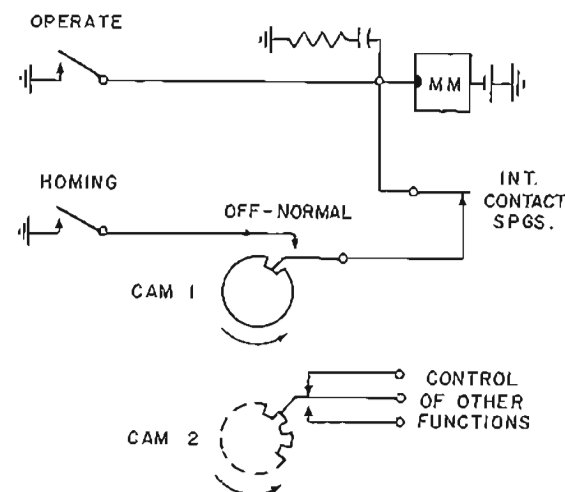 OPERATE
MM
HOMING
OFF-NORMAL
INT.
CONTACT
SPGS.
CAM 1
CONTROL
OF OTHER
FUNCTIONS
CAM 2